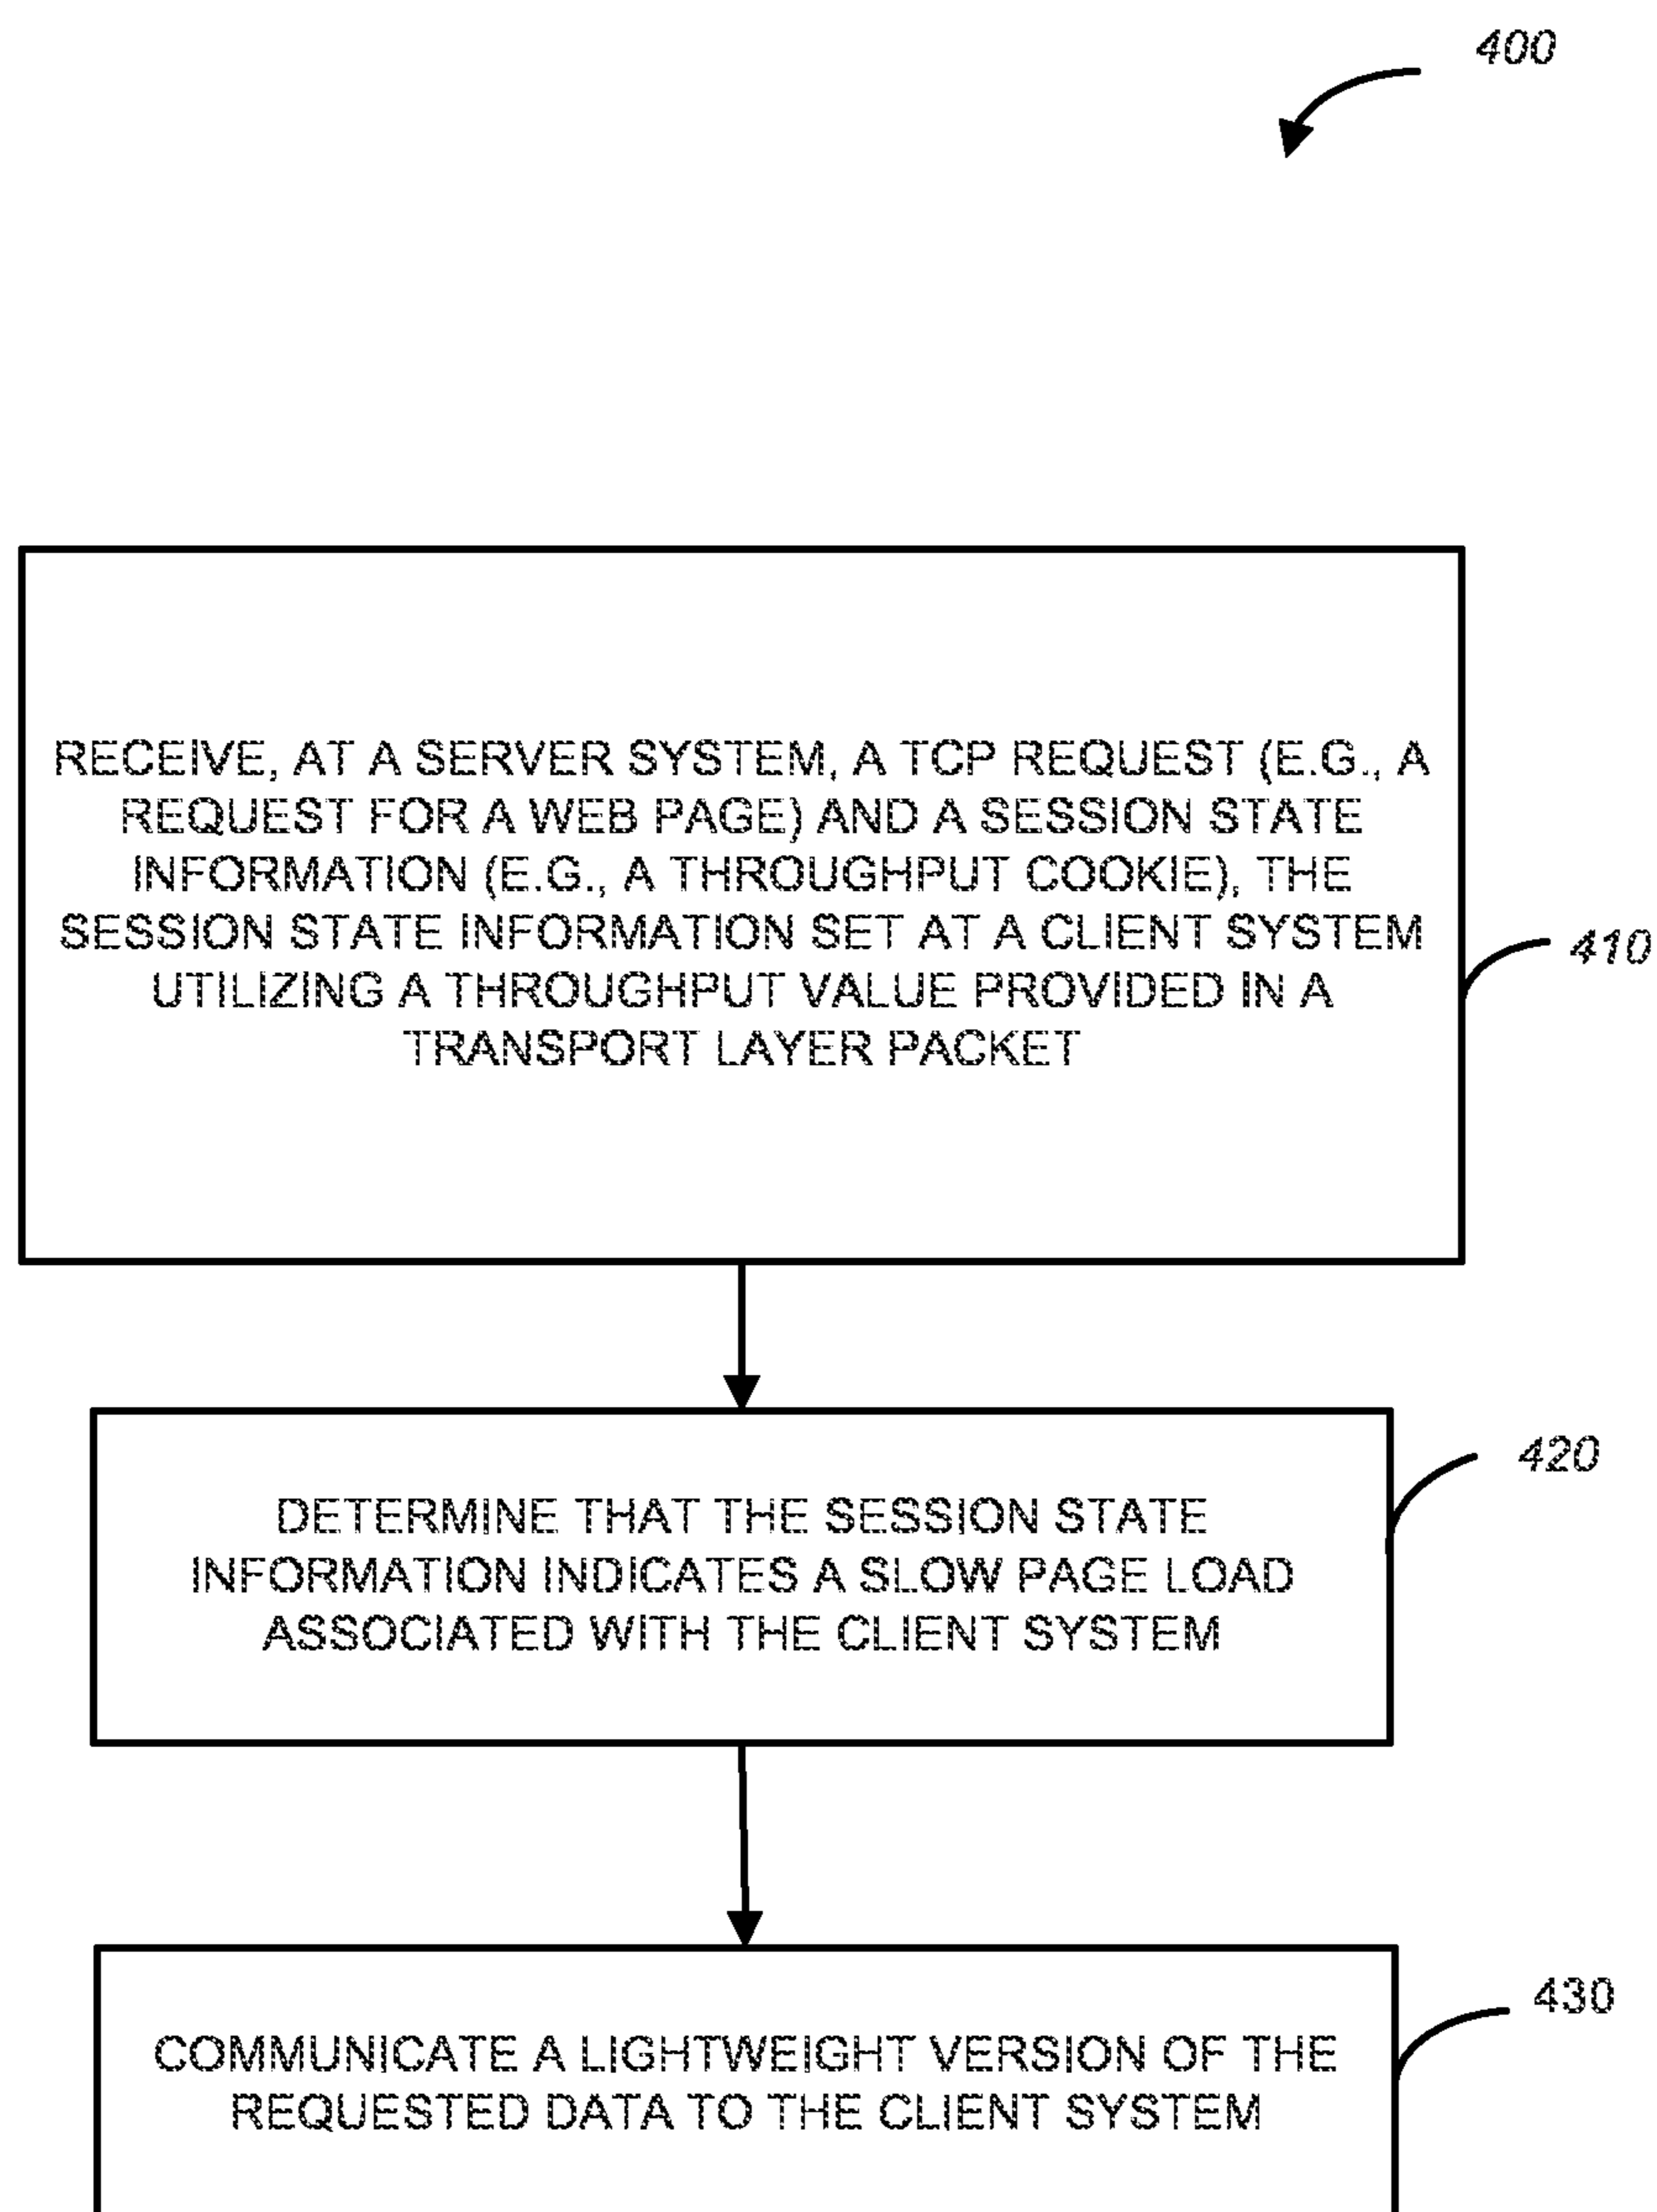 400
RECEIVE, AT A SERVER SYSTEM, A TCP REQUEST (E.G., A
REQUEST FOR A WEB PAGE) AND A SESSION STATE
INFORMATION (E.G., A THROUGHPUT COOKIE), THE
SESSION STATE INFORMATION SET AT A CLIENT SYSTEM
UTILIZING A THROUGHPUT VALUE PROVIDED IN A
TRANSPORT LAYER PACKET
410
DETERMINE THAT THE SESSION STATE
INFORMATION INDICATES A SLOW PAGE LOAD
ASSOCIATED WITH THE CLIENT SYSTEM
420
COMMUNICATE A LIGHTWEIGHT VERSION OF THE
REQUESTED DATA TO THE CLIENT SYSTEM
430